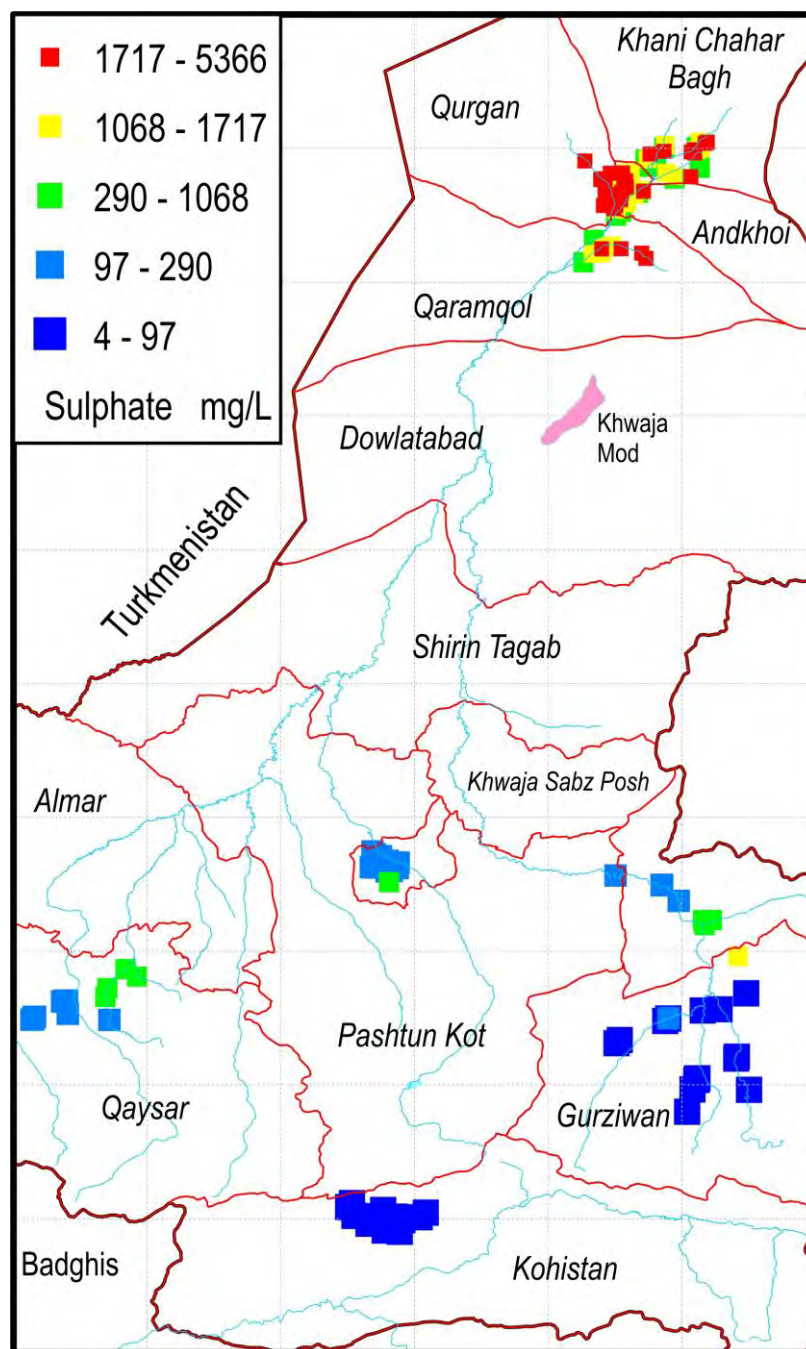 1717 - 5366
1068 - 1717
290 - 1068
97 - 290
4 - 97
Sulphate mg/L
Khani Chahar
Bagh
Qurgan
Andkhoi
Qaramqol
Dowlatabad
Khwaja
Mod
Turkmenistan
Shirin Tagab
Khwaja Sabz Posh
Almar
Pashtun Kot
Qaysar
Gurziwan
Badghis
Kohistan